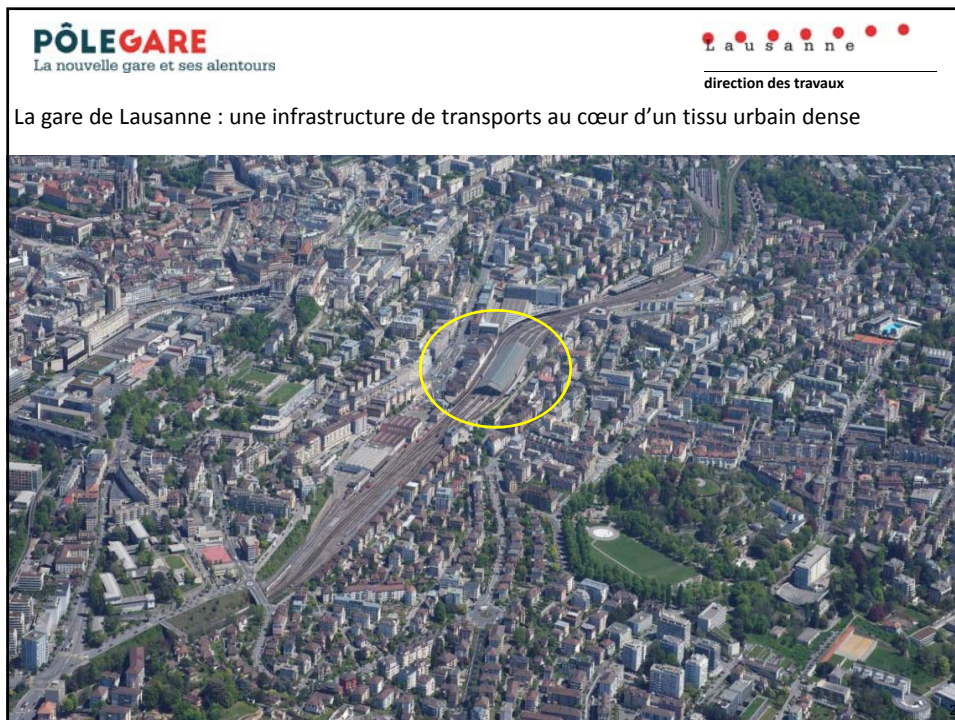 PÔLEGARE
La nouvelle gare et ses alentours
Lausanne
direction des travaux
La gare de Lausanne : une infrastructure de transports au cœur d'un tissu urbain dense
2